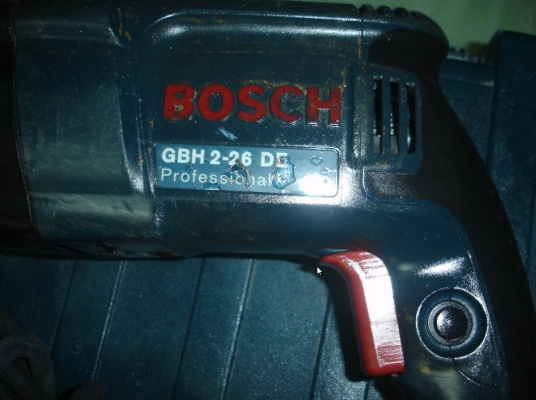 BOSCH
GBH 2-26 DE
Professional